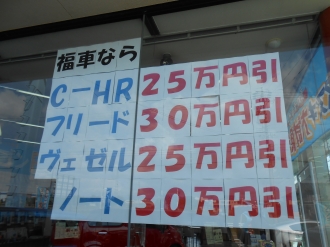 福車なら
C-HR 25万円引
フリード 30万円引
ヴェゼル 25万円引
ノート 30万円引